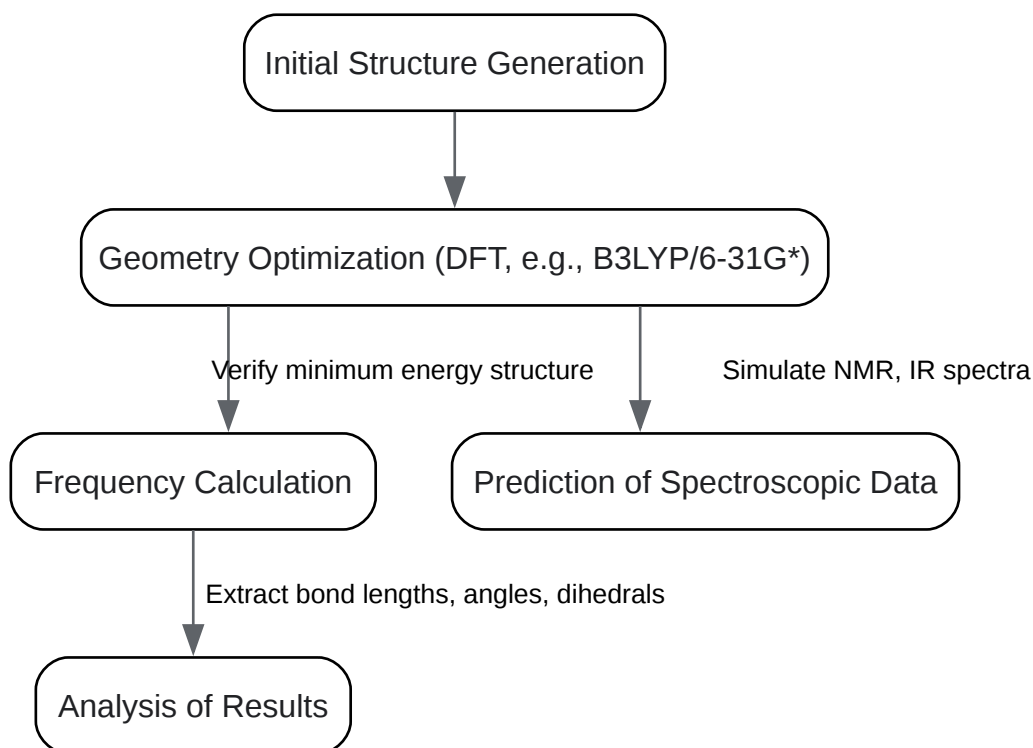 Initial Structure Generation
Geometry Optimization (DFT, e.g., B3LYP/6-31G*)
Verify minimum energy structure
Simulate NMR, IR spectra
Frequency Calculation
Prediction of Spectroscopic Data
Extract bond lengths, angles, dihedrals
Analysis of Results